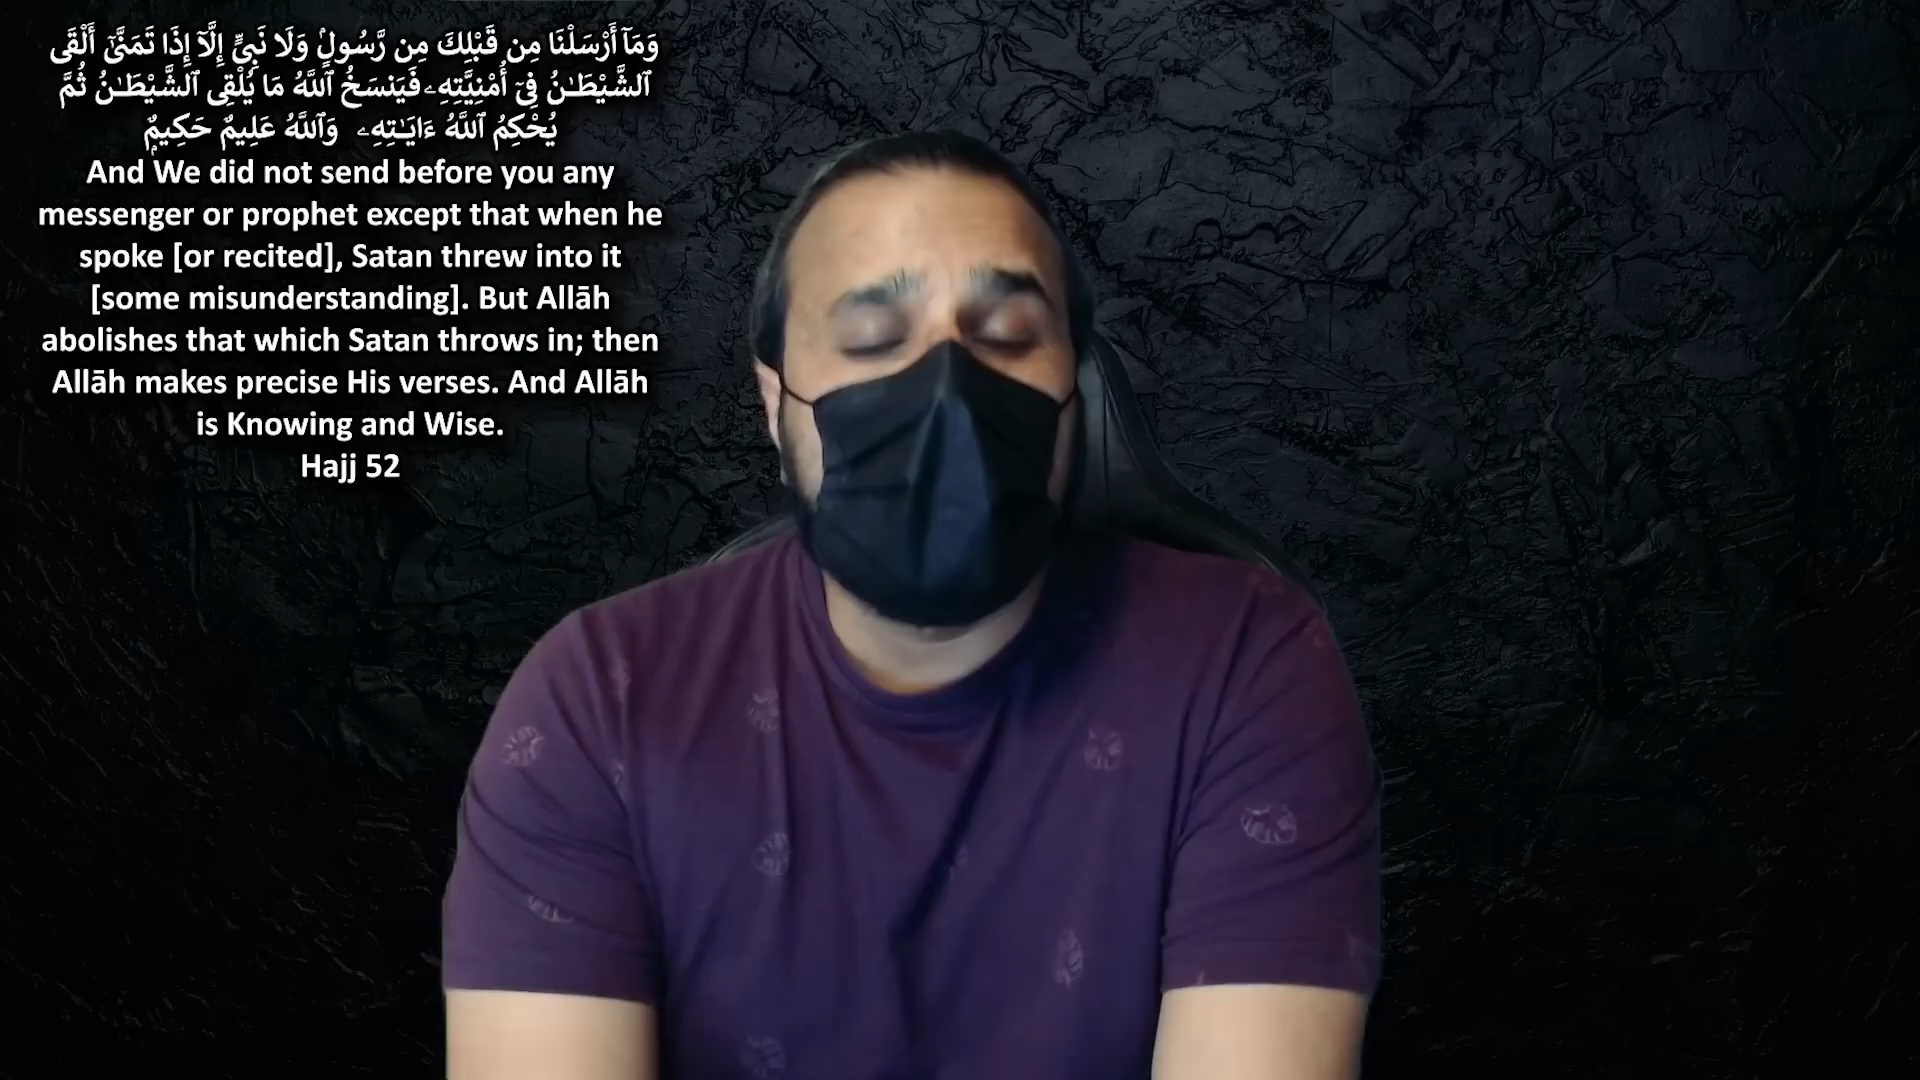 وَمَآ أَرْسَلْنَا مِن قَبْلِكَ مِن رَّسُولٍۢ وَلَا نَبِىٍّ إِلَّآ إِذَا تَمَنَّىٰٓ أَلْقَى
ٱلشَّيْطَـٰنُ فِىٓ أُمْنِيَّتِهِۦ فَيَنسَخُ ٱللَّهُ مَا يُلْقِى ٱلشَّيْطَـٰنُ ثُمَّ
يُحْكِمُ ٱللَّهُ ءَايَـٰتِهِۦ وَٱللَّهُ عَلِيمٌ حَكِيمٌۭ
And We did not send before you any
messenger or prophet except that when he
spoke [or recited], Satan threw into it
[some misunderstanding]. But Allāh
abolishes that which Satan throws in; then
Allāh makes precise His verses. And Allāh
is Knowing and Wise.
Hajj 52